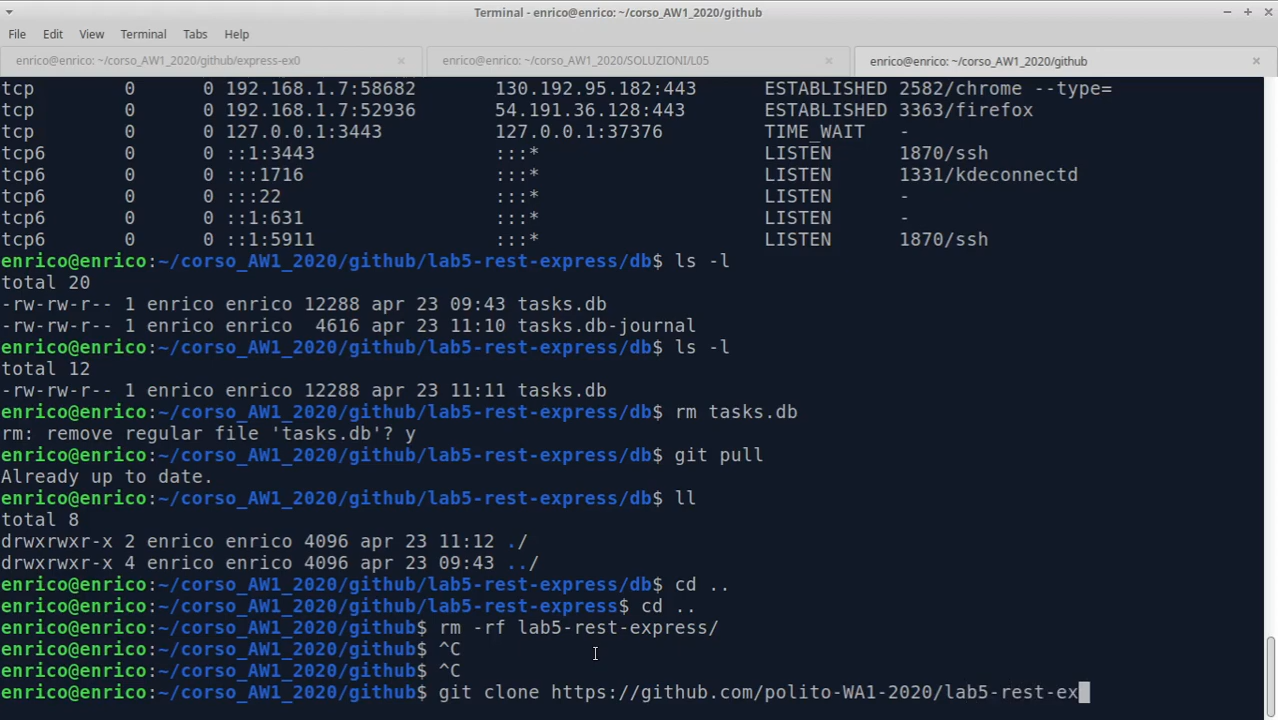 Terminal - enrico@enrico: ~/corso_AW1_2020/github
File Edit View Terminal Tabs Help
enrico@enrico: ~/corso_AW1_2020/github/express-ex0 × enrico@enrico: ~/corso_AW1_2020/SOLUZIONI/L05 × enrico@enrico: ~/corso_AW1_2020/github ×
tcp 0 0 192.168.1.7:58682 130.192.95.182:443 ESTABLISHED 2582/chrome --type=
tcp 0 0 192.168.1.7:52936 54.191.36.128:443 ESTABLISHED 3363/firefox
tcp 0 0 127.0.0.1:3443 127.0.0.1:37376 TIME_WAIT -
tcp6 0 0 ::1:3443 :::* LISTEN 1870/ssh
tcp6 0 0 :::1716 :::* LISTEN 1331/kdeconnectd
tcp6 0 0 :::22 :::* LISTEN -
tcp6 0 0 ::1:631 :::* LISTEN -
tcp6 0 0 ::1:5911 :::* LISTEN 1870/ssh
enrico@enrico:~/corso_AW1_2020/github/lab5-rest-express/db$ ls -l
total 20
-rw-rw-r-- 1 enrico enrico 12288 apr 23 09:43 tasks.db
-rw-rw-r-- 1 enrico enrico  4616 apr 23 11:10 tasks.db-journal
enrico@enrico:~/corso_AW1_2020/github/lab5-rest-express/db$ ls -l
total 12
-rw-rw-r-- 1 enrico enrico 12288 apr 23 11:11 tasks.db
enrico@enrico:~/corso_AW1_2020/github/lab5-rest-express/db$ rm tasks.db
rm: remove regular file 'tasks.db'? y
enrico@enrico:~/corso_AW1_2020/github/lab5-rest-express/db$ git pull
Already up to date.
enrico@enrico:~/corso_AW1_2020/github/lab5-rest-express/db$ ll
total 8
drwxrwxr-x 2 enrico enrico 4096 apr 23 11:12 ./
drwxrwxr-x 4 enrico enrico 4096 apr 23 09:43 ../
enrico@enrico:~/corso_AW1_2020/github/lab5-rest-express/db$ cd ..
enrico@enrico:~/corso_AW1_2020/github/lab5-rest-express$ cd ..
enrico@enrico:~/corso_AW1_2020/github$ rm -rf lab5-rest-express/
enrico@enrico:~/corso_AW1_2020/github$ ^C
enrico@enrico:~/corso_AW1_2020/github$ ^C
enrico@enrico:~/corso_AW1_2020/github$ git clone https://github.com/polito-WA1-2020/lab5-rest-ex